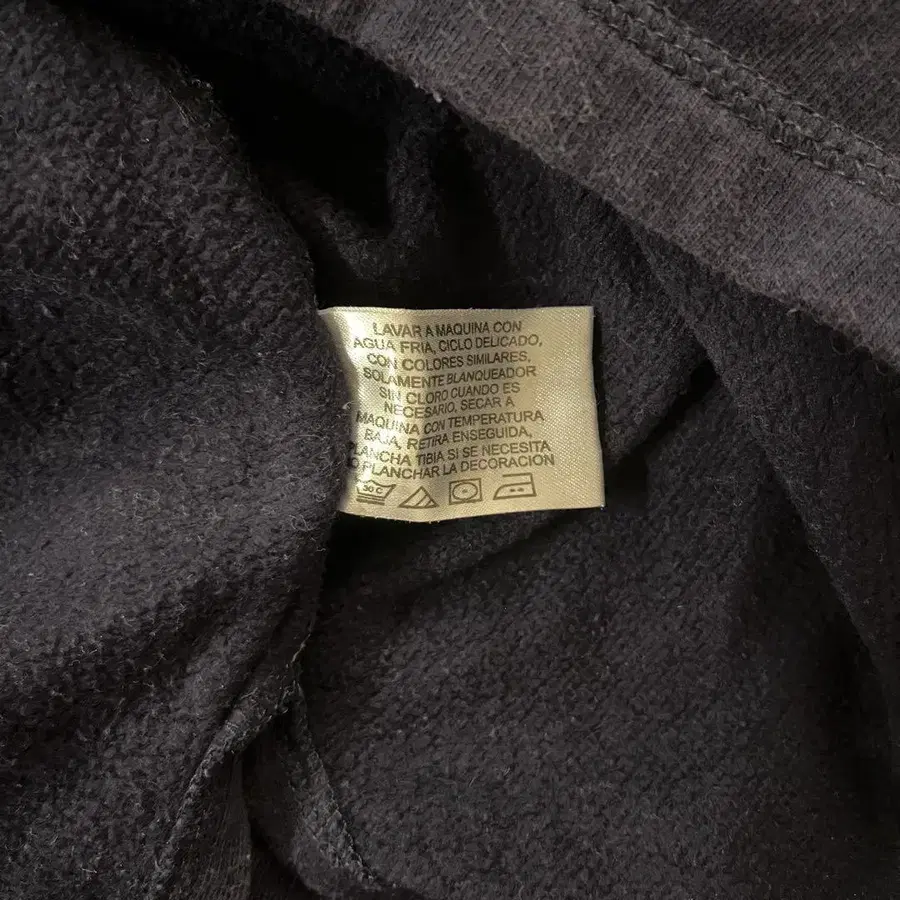 LAVAR A MAQUINA CON
AGUA FRIA, CICLO DELICADO,
CON COLORES SIMILARES,
SOLAMENTE BLANQUEADOR
SIN CLORO CUANDO ES
NECESARIO, SECAR A
MAQUINA CON TEMPERATURA
BAJA, RETIRA ENSEGUIDA,
PLANCHA TIBIA SI SE NECESITA
PLANCHAR LA DECORACION
30 C